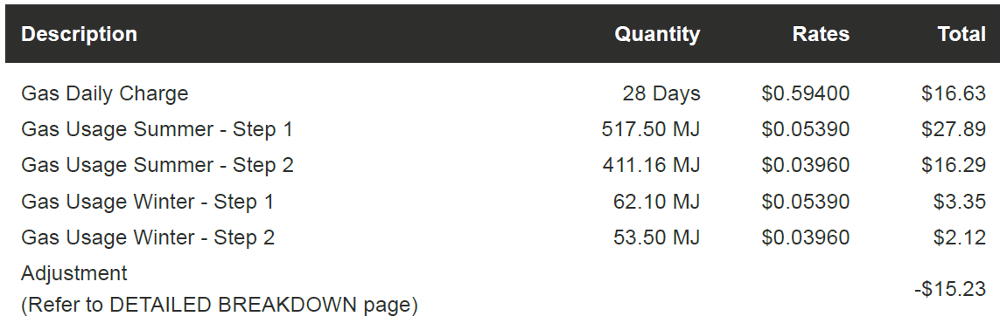 Description Quantity Rates Total
Gas Daily Charge 28 Days $0.59400 $16.63
Gas Usage Summer - Step 1 517.50 MJ $0.05390 $27.89
Gas Usage Summer - Step 2 411.16 MJ $0.03960 $16.29
Gas Usage Winter - Step 1 62.10 MJ $0.05390 $3.35
Gas Usage Winter - Step 2 53.50 MJ $0.03960 $2.12
Adjustment
(Refer to DETAILED BREAKDOWN page) -$15.23